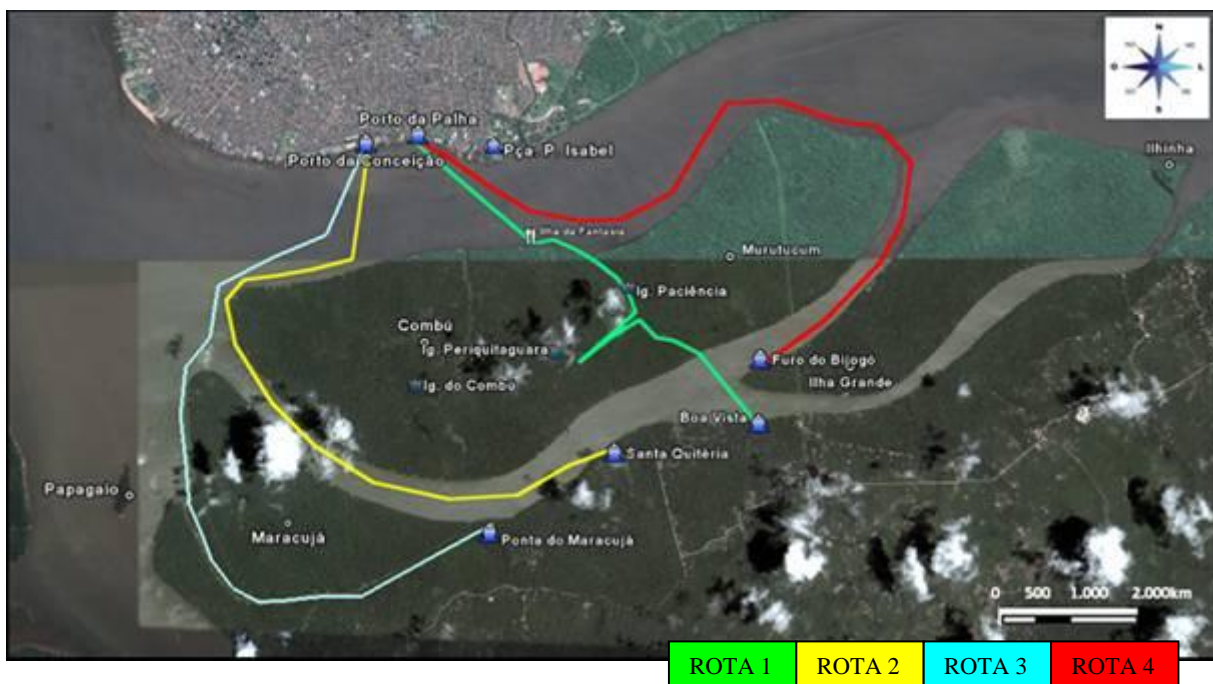 N
O
L
S
Porto da Palha
Porto da Conceição
Pça. P. Isabel
Ilhinha
Ilha da Fantasia
Murutucum
Ig. Paciência
Combú
Ig. Periquitaquara
Furo do Bijogó
Ig. do Combú
Ilha Grande
Boa Vista
Santa Quitéria
Papagaio
Maracujá
Ponta do Maracujá
0 500 1.000 2.000km
ROTA 1 ROTA 2 ROTA 3 ROTA 4